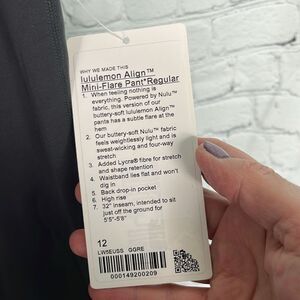 WHY WE MADE THIS
lululemon Align™
Mini-Flare Pant*Regular
1. When feeling nothing is
everything. Powered by Nulu™
fabric, this version of our
buttery-soft lululemon Align™
pants has a subtle flare at the
hem
2. Our buttery-soft Nulu™ fabric
feels weightlessly light and is
sweat-wicking and four-way
stretch
3. Added Lycra® fibre for stretch
and shape retention
4. Waistband lies flat and won't
dig in
5. Back drop-in pocket
6. High rise
7. 32" inseam, intended to sit
just off the ground for
5'5"-5'8"
12
LW5EUSS GGRE
000149200209